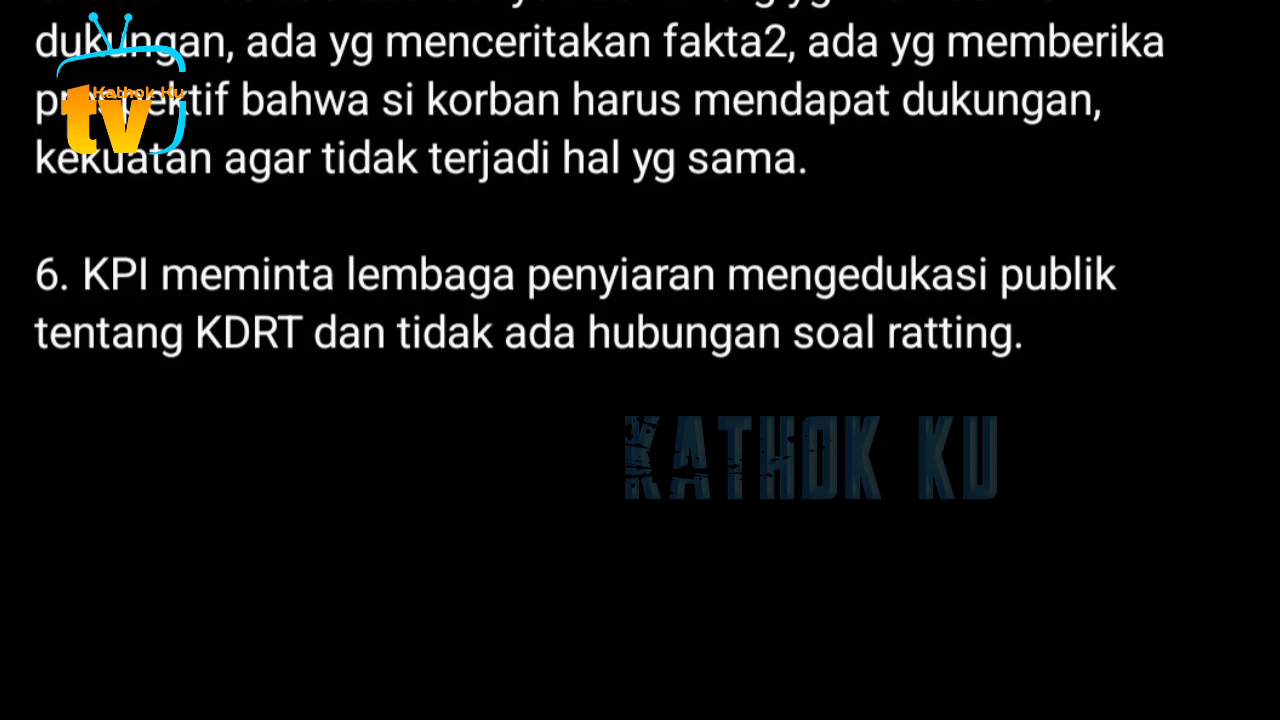 dukungan, ada yg menceritakan fakta2, ada yg memberika
bahwa si korban harus mendapat dukungan,
kekuatan agar tidak terjadi hal yg sama.
6. KPI meminta lembaga penyiaran mengedukasi publik
tentang KDRT dan tidak ada hubungan soal ratting.
Kathok Ku
tv
KATHOK KU